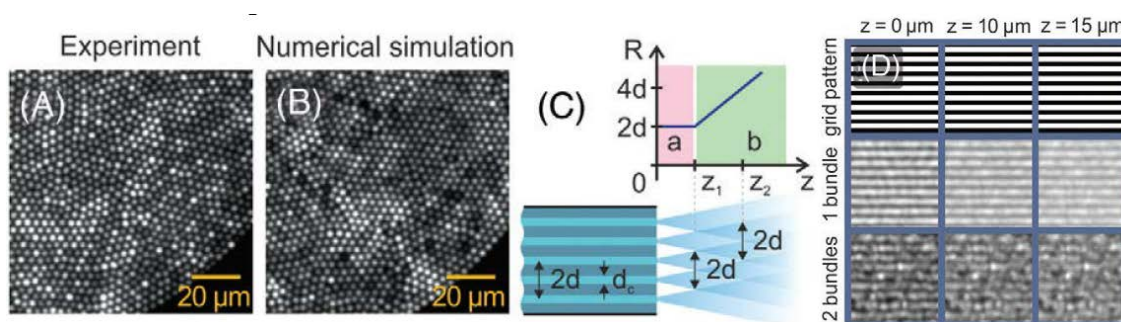 Experiment
Numerical simulation
(A)
(B)
20 µm
20 µm
(C)
R
4d
2d
0
a
b
z
z₁
z₂
2d
d꜀
2d
2d
z = 0 µm
z = 10 µm
z = 15 µm
(D)
grid pattern
1 bundle
2 bundles